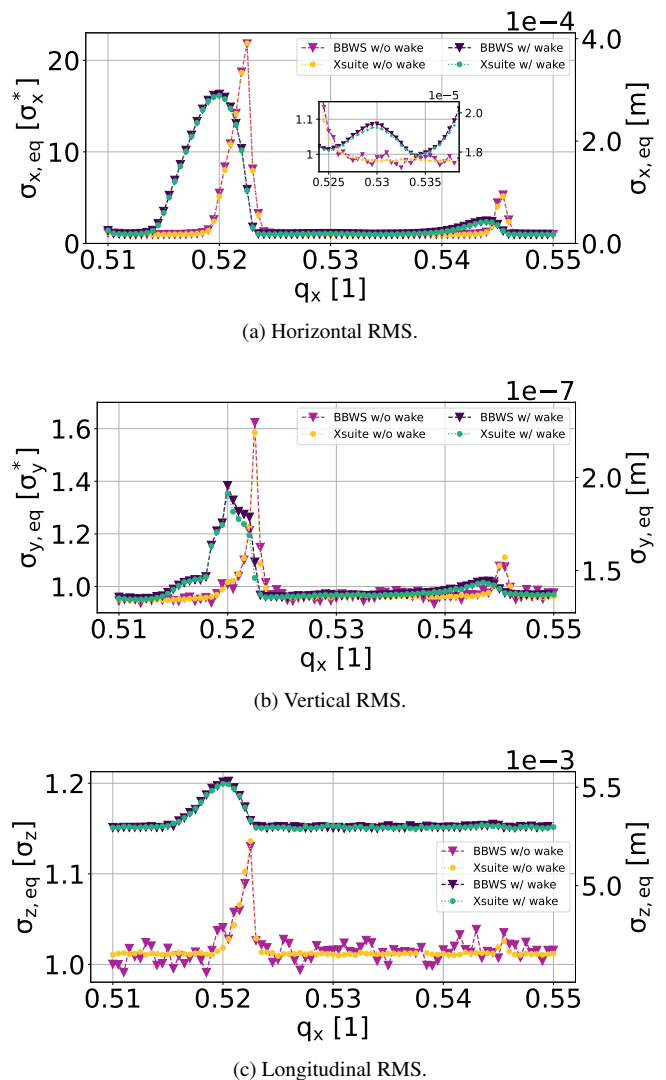 1e−4
BBWS w/o wake
BBWS w/ wake
Xsuite w/o wake
Xsuite w/ wake
σx, eq [σ*x]
20
15
10
5
0
1e−5
1.1
1
2.0
1.8
0.525 0.53 0.535
4.0
2.0
0.0
σx, eq [m]
0.51 0.52 0.53 0.54 0.55
qx [1]
(a) Horizontal RMS.
1e−7
BBWS w/o wake
BBWS w/ wake
Xsuite w/o wake
Xsuite w/ wake
σy, eq [σ*y]
1.6
1.4
1.2
1.0
2.0
1.5
σy, eq [m]
0.51 0.52 0.53 0.54 0.55
qx [1]
(b) Vertical RMS.
1e−3
σz, eq [σz]
1.2
1.1
1.0
BBWS w/o wake
Xsuite w/o wake
BBWS w/ wake
Xsuite w/ wake
5.5
5.0
σz, eq [m]
0.51 0.52 0.53 0.54 0.55
qx [1]
(c) Longitudinal RMS.